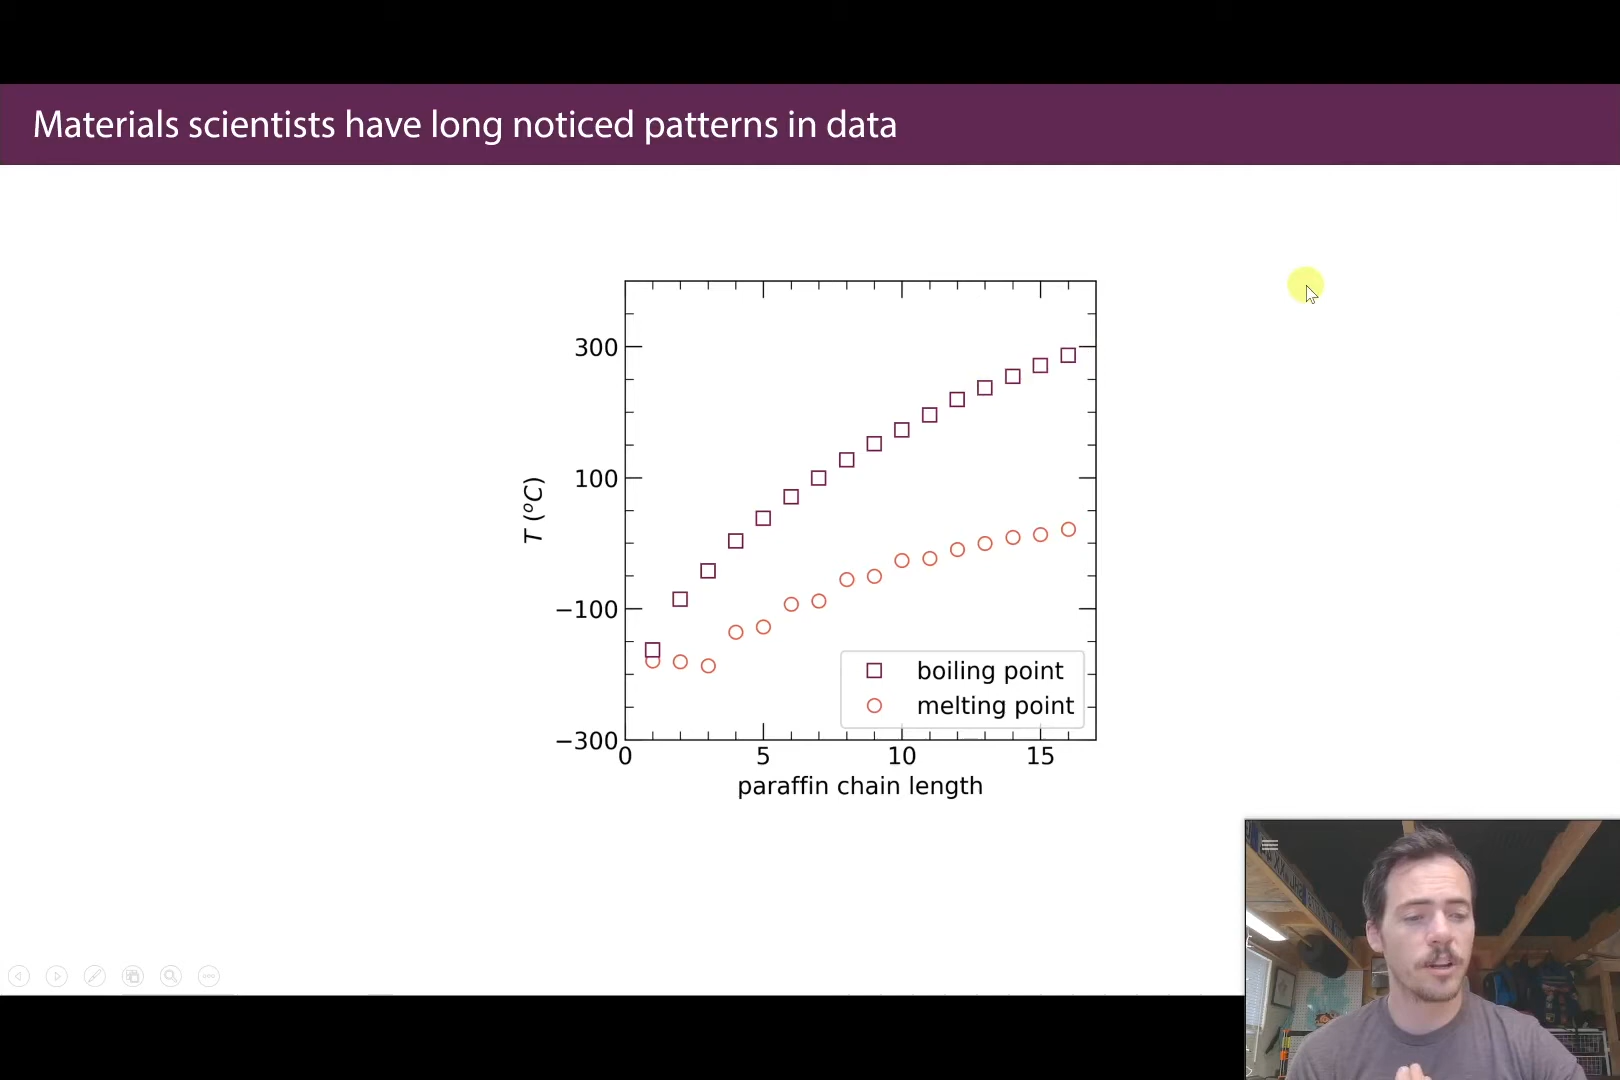 Materials scientists have long noticed patterns in data
300
100
−100
−300
T (°C)
boiling point
melting point
0 5 10 15
paraffin chain length